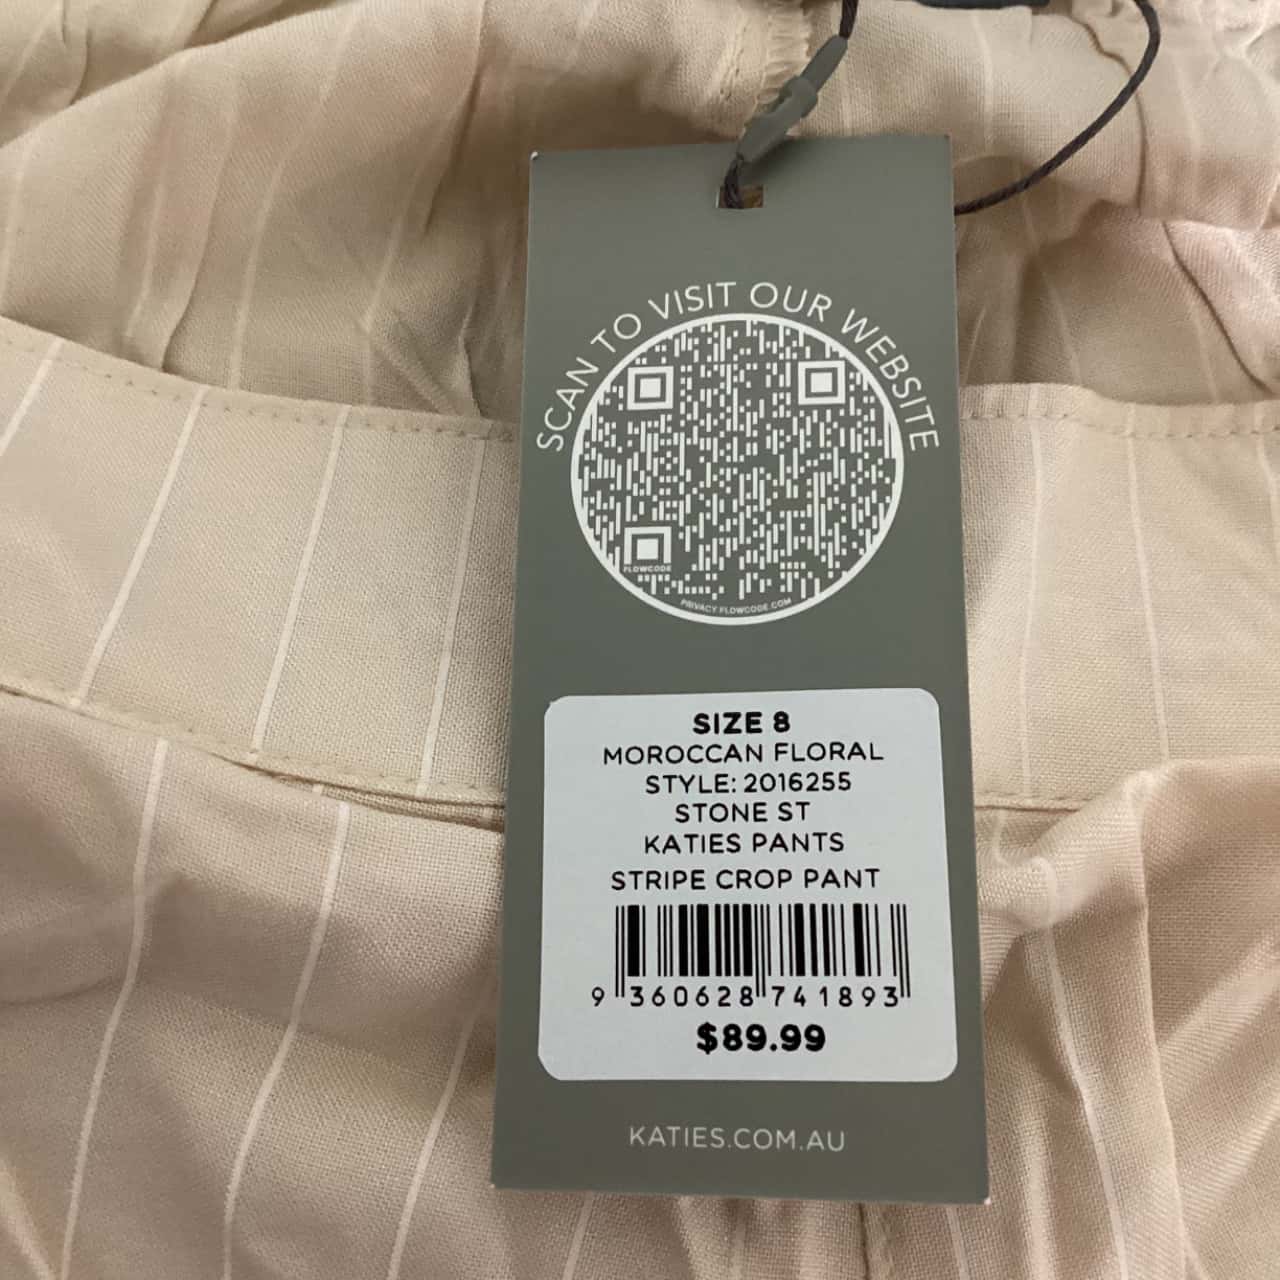 SCAN TO VISIT OUR WEBSITE
FLOWCODE
PRIVACY.FLOWCODE.COM
SIZE 8
MOROCCAN FLORAL
STYLE: 2016255
STONE ST
KATIES PANTS
STRIPE CROP PANT
9 360628 741893
$89.99
KATIES.COM.AU